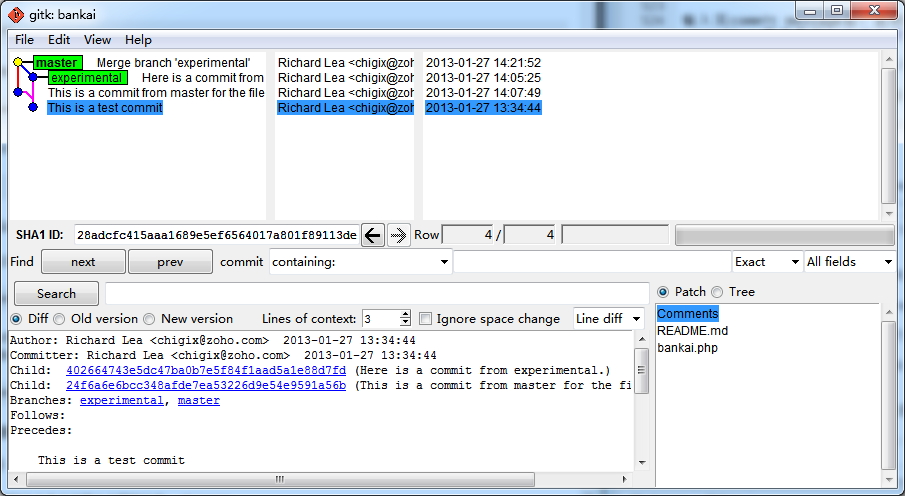 gitk: bankai
File Edit View Help
master Merge branch 'experimental' Richard Lea <chigix@zoh 2013-01-27 14:21:52
experimental Here is a commit from Richard Lea <chigix@zoh 2013-01-27 14:05:25
This is a commit from master for the file Richard Lea <chigix@zoh 2013-01-27 14:07:49
This is a test commit Richard Lea <chigix@zoh 2013-01-27 13:34:44
SHA1 ID: 28adcfc415aaa1689e5ef6564017a801f89113de Row 4 / 4
Find next prev commit containing: Exact All fields
Search
Patch Tree
Diff Old version New version Lines of context: 3 Ignore space change Line diff
Comments
README.md
bankai.php
Author: Richard Lea <chigix@zoho.com> 2013-01-27 13:34:44
Committer: Richard Lea <chigix@zoho.com> 2013-01-27 13:34:44
Child: 402664743e5dc47ba0b7e5f84f1aad5a1e88d7fd (Here is a commit from experimental.)
Child: 24f6a6e6bcc348afde7ea53226d9e54e9591a56b (This is a commit from master for the fi
Branches: experimental, master
Follows:
Precedes:
This is a test commit